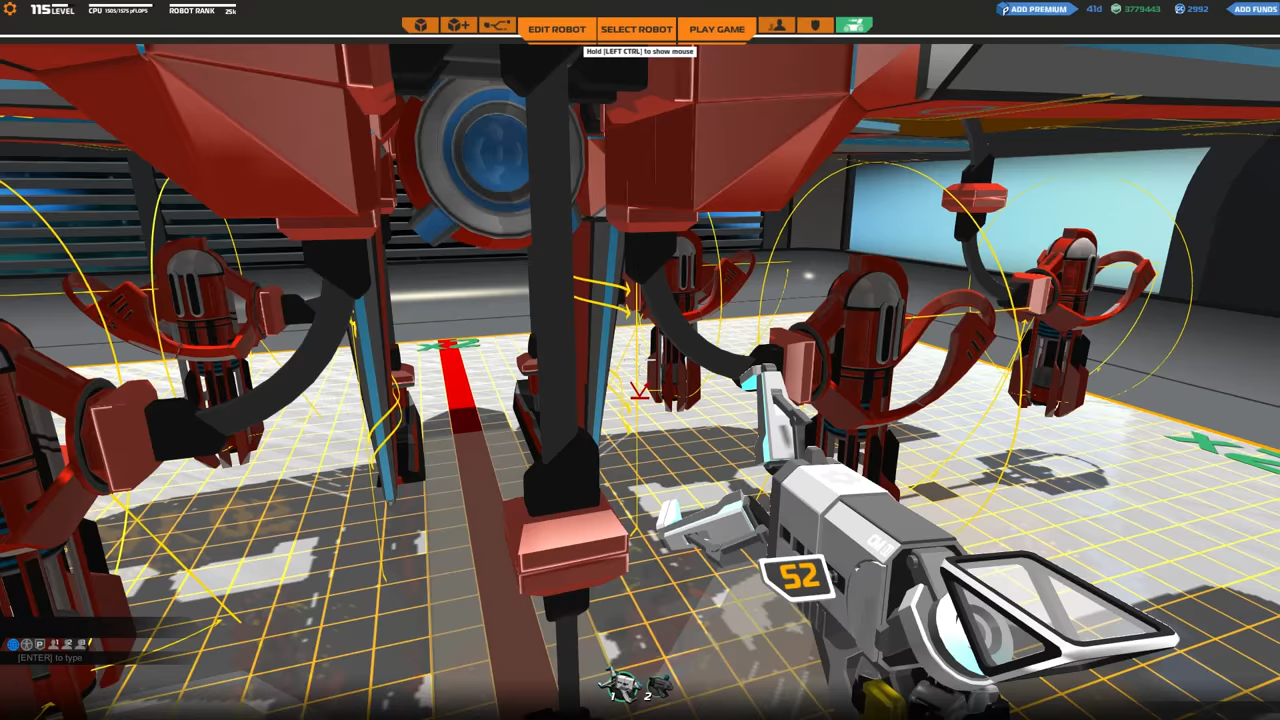 115 LEVEL
CPU 1505/1575 pFLOPS
ROBOT RANK 25k
ADD PREMIUM
41d
3779443
2992
ADD FUNDS
EDIT ROBOT
SELECT ROBOT
PLAY GAME
Hold [LEFT CTRL] to show mouse
52
[ENTER] to type
1
2